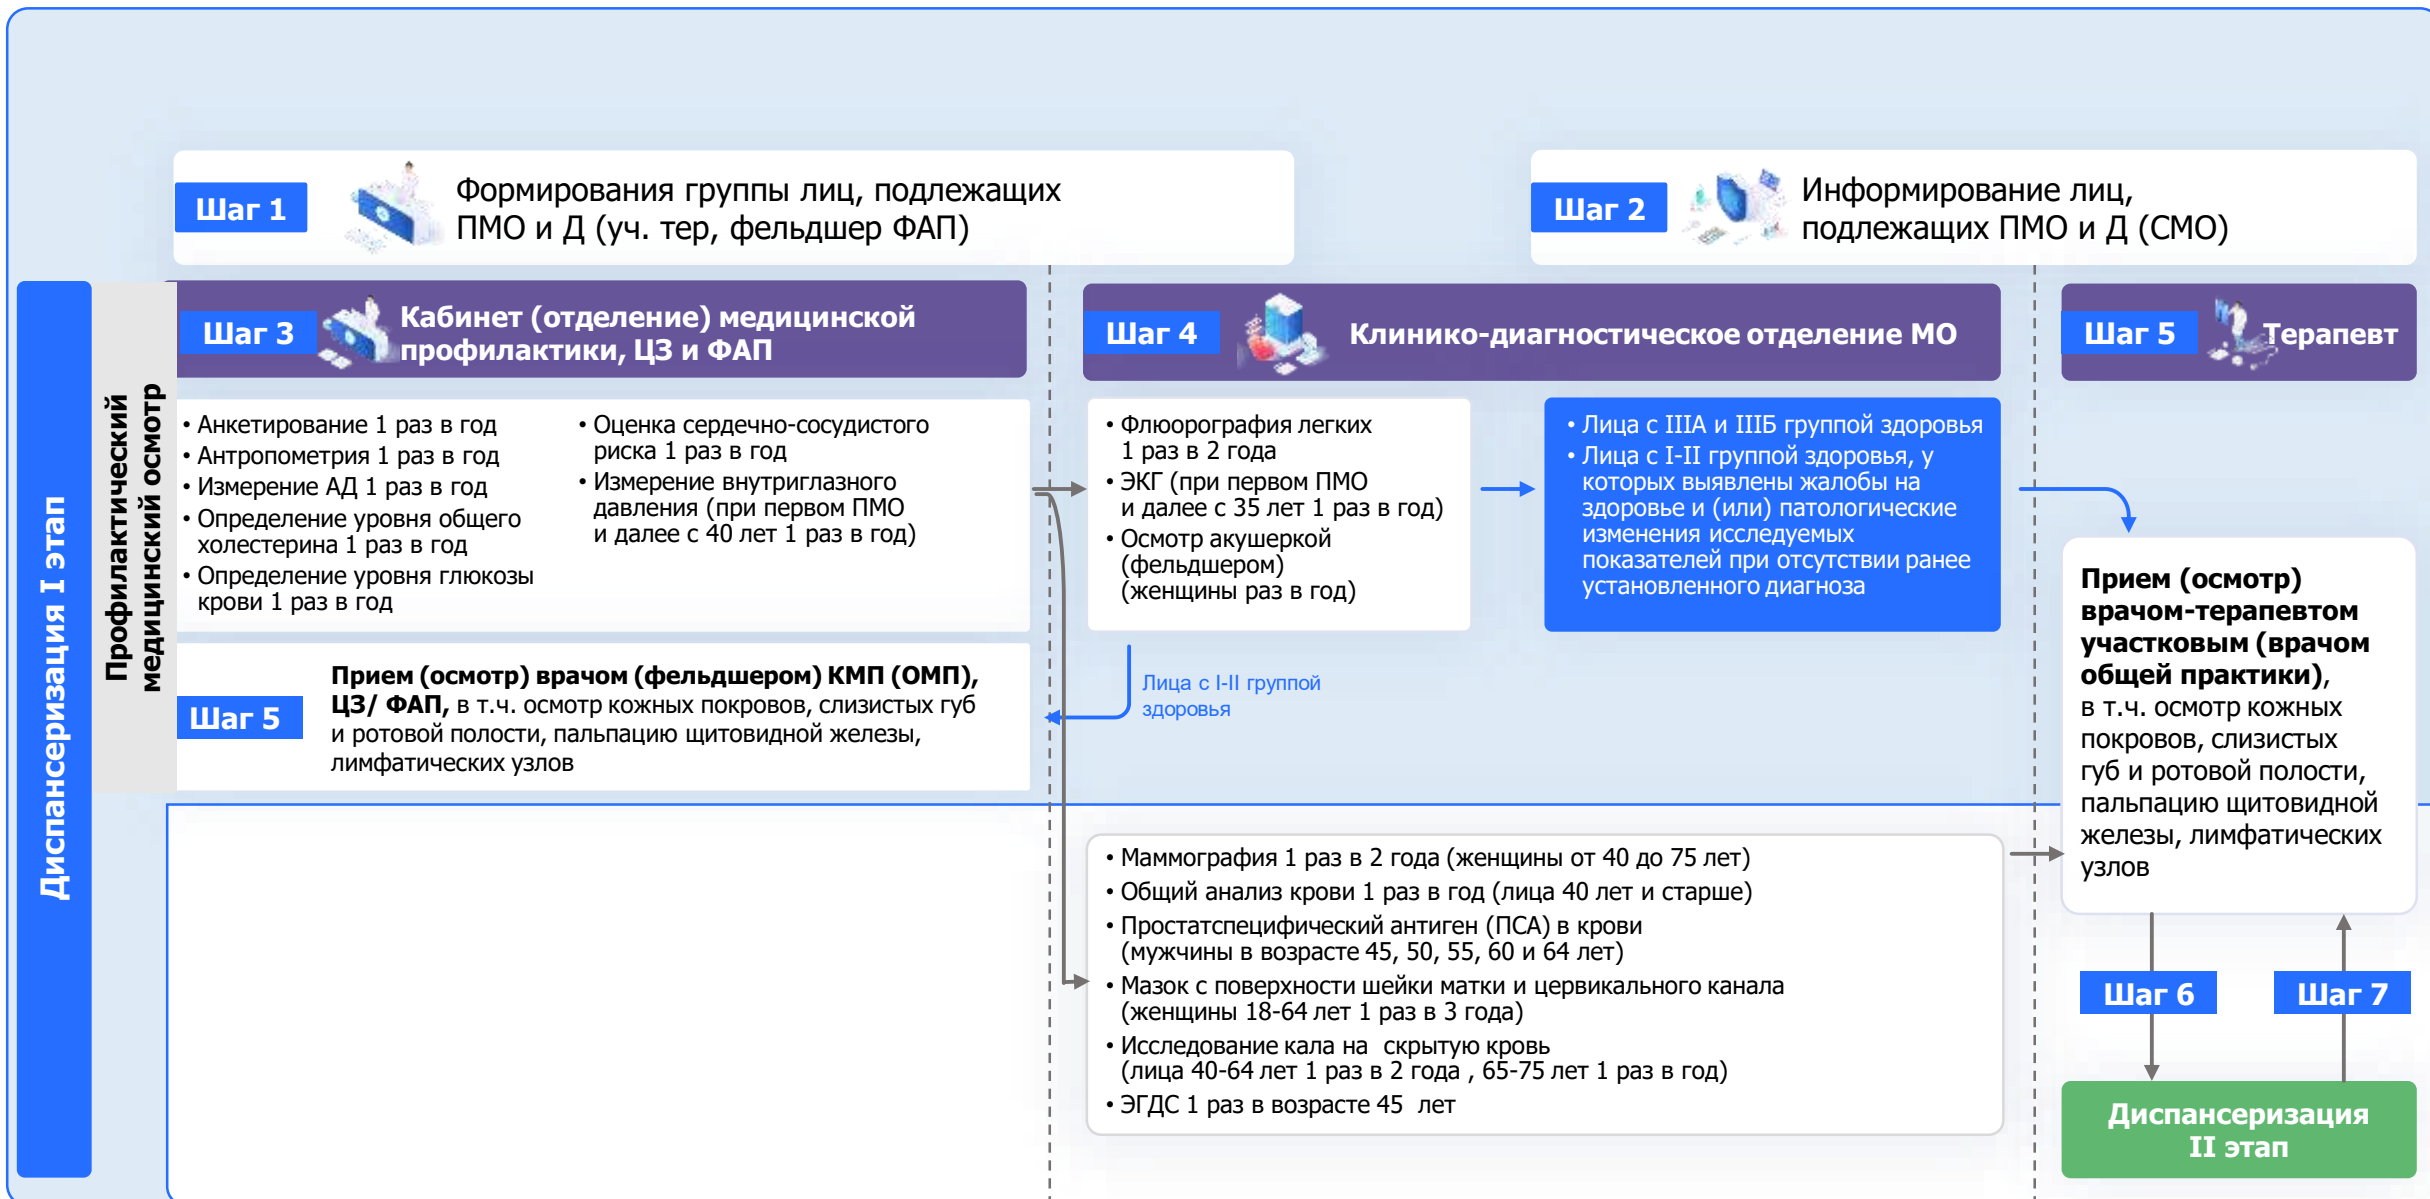 Шаг 1
Формирования группы лиц, подлежащих
ПМО и Д (уч. тер, фельдшер ФАП)
Шаг 2
Информирование лиц,
подлежащих ПМО и Д (СМО)
Диспансеризация I этап
Профилактический
медицинский осмотр
Шаг 3
Кабинет (отделение) медицинской
профилактики, ЦЗ и ФАП
• Анкетирование 1 раз в год
• Антропометрия 1 раз в год
• Измерение АД 1 раз в год
• Определение уровня общего
холестерина 1 раз в год
• Определение уровня глюкозы
крови 1 раз в год
• Оценка сердечно-сосудистого
риска 1 раз в год
• Измерение внутриглазного
давления (при первом ПМО
и далее с 40 лет 1 раз в год)
Шаг 4
Клинико-диагностическое отделение МО
• Флюорография легких
1 раз в 2 года
• ЭКГ (при первом ПМО
и далее с 35 лет 1 раз в год)
• Осмотр акушеркой
(фельдшером)
(женщины раз в год)
• Лица с IIIА и IIIБ группой здоровья
• Лица с I-II группой здоровья, у
которых выявлены жалобы на
здоровье и (или) патологические
изменения исследуемых
показателей при отсутствии ранее
установленного диагноза
Шаг 5
Терапевт
Прием (осмотр)
врачом-терапевтом
участковым (врачом
общей практики),
в т.ч. осмотр кожных
покровов, слизистых
губ и ротовой полости,
пальпацию щитовидной
железы, лимфатических
узлов
Шаг 5
Прием (осмотр) врачом (фельдшером) КМП (ОМП),
ЦЗ/ ФАП, в т.ч. осмотр кожных покровов, слизистых губ
и ротовой полости, пальпацию щитовидной железы,
лимфатических узлов
Лица с I-II группой
здоровья
• Маммография 1 раз в 2 года (женщины от 40 до 75 лет)
• Общий анализ крови 1 раз в год (лица 40 лет и старше)
• Простатспецифический антиген (ПСА) в крови
(мужчины в возрасте 45, 50, 55, 60 и 64 лет)
• Мазок с поверхности шейки матки и цервикального канала
(женщины 18-64 лет 1 раз в 3 года)
• Исследование кала на скрытую кровь
(лица 40-64 лет 1 раз в 2 года , 65-75 лет 1 раз в год)
• ЭГДС 1 раз в возрасте 45 лет
Шаг 6
Шаг 7
Диспансеризация
II этап